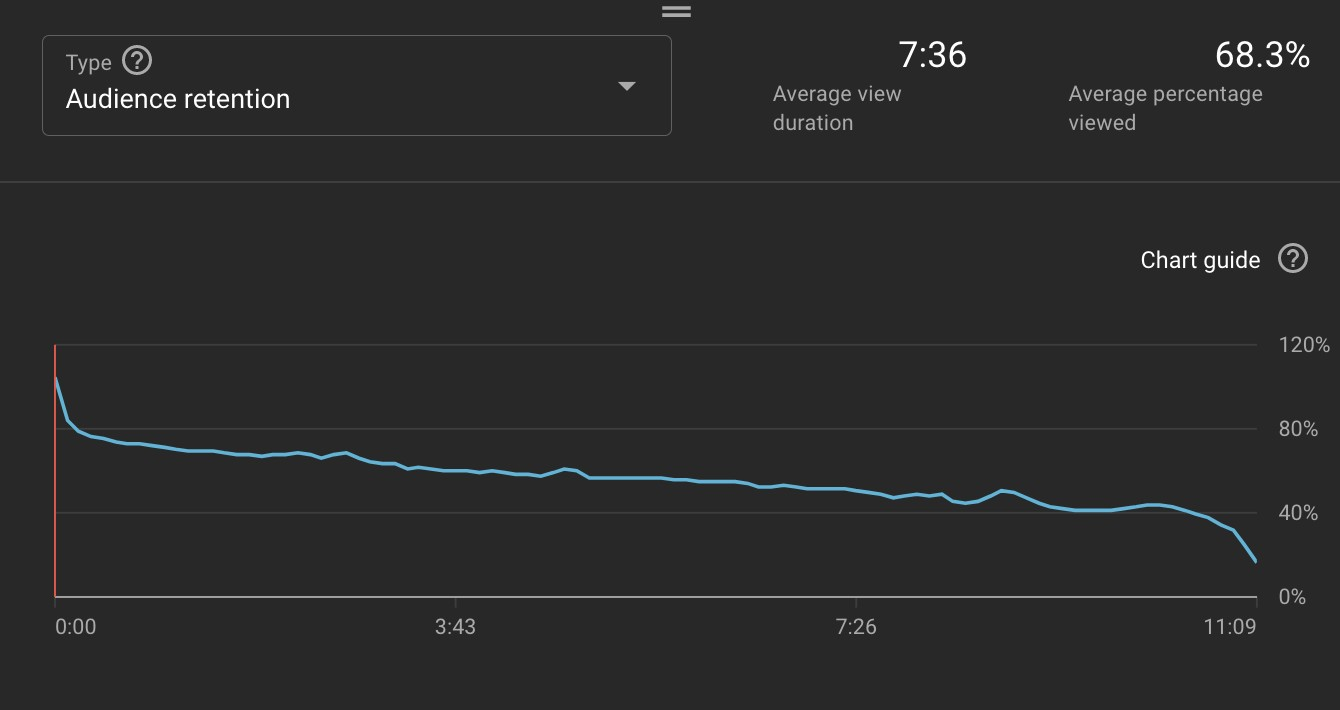 Type
Audience retention
7:36
Average view
duration
68.3%
Average percentage
viewed
Chart guide
120%
80%
40%
0%
0:00
3:43
7:26
11:09